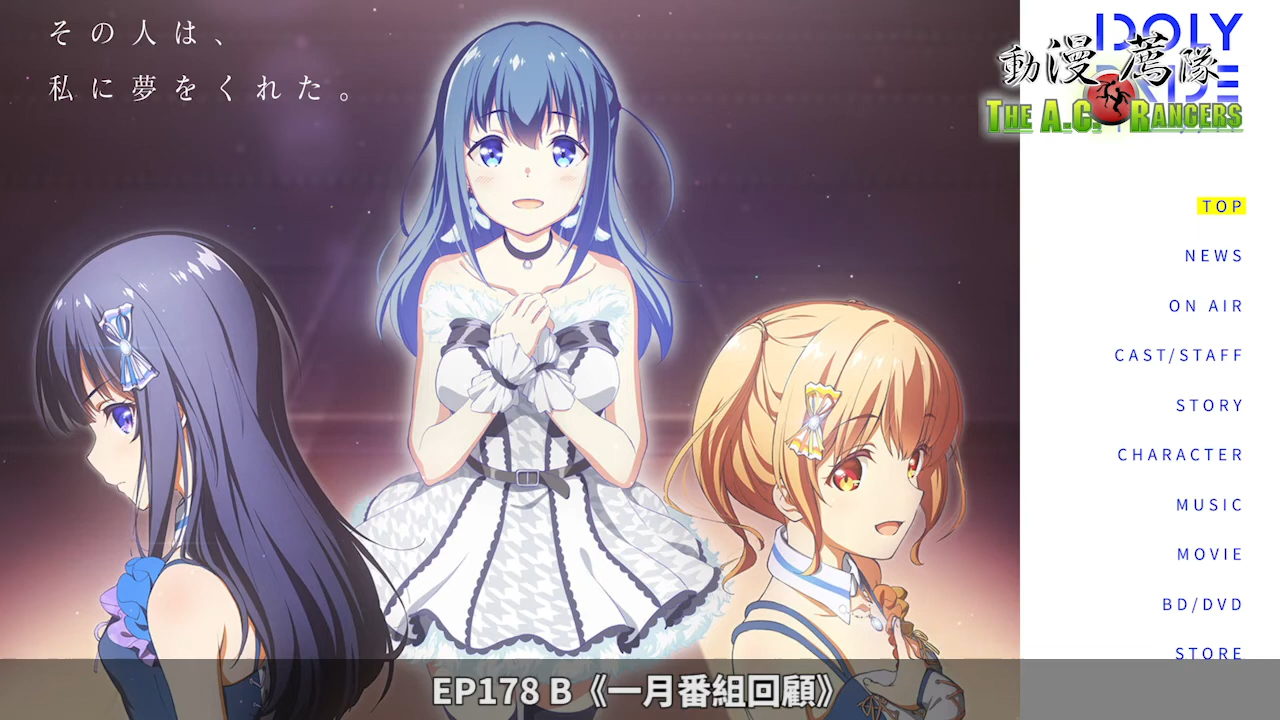 その人は、
私に夢をくれた。
IDOLY
PRIDE
動漫薦隊
THE A.C. RANGERS
TOP
NEWS
ON AIR
CAST/STAFF
STORY
CHARACTER
MUSIC
MOVIE
BD/DVD
STORE
EP178 B《一月番組回顧》